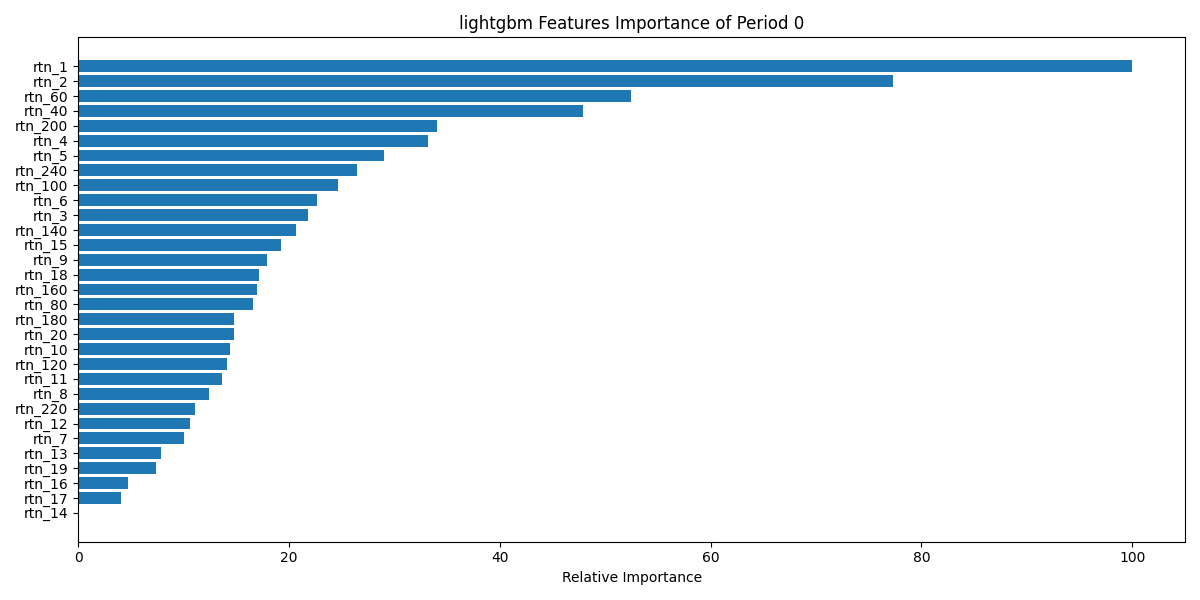 lightgbm Features Importance of Period 0
rtn_1
rtn_2
rtn_60
rtn_40
rtn_200
rtn_4
rtn_5
rtn_240
rtn_100
rtn_6
rtn_3
rtn_140
rtn_15
rtn_9
rtn_18
rtn_160
rtn_80
rtn_180
rtn_20
rtn_10
rtn_120
rtn_11
rtn_8
rtn_220
rtn_12
rtn_7
rtn_13
rtn_19
rtn_16
rtn_17
rtn_14
0 20 40 60 80 100
Relative Importance